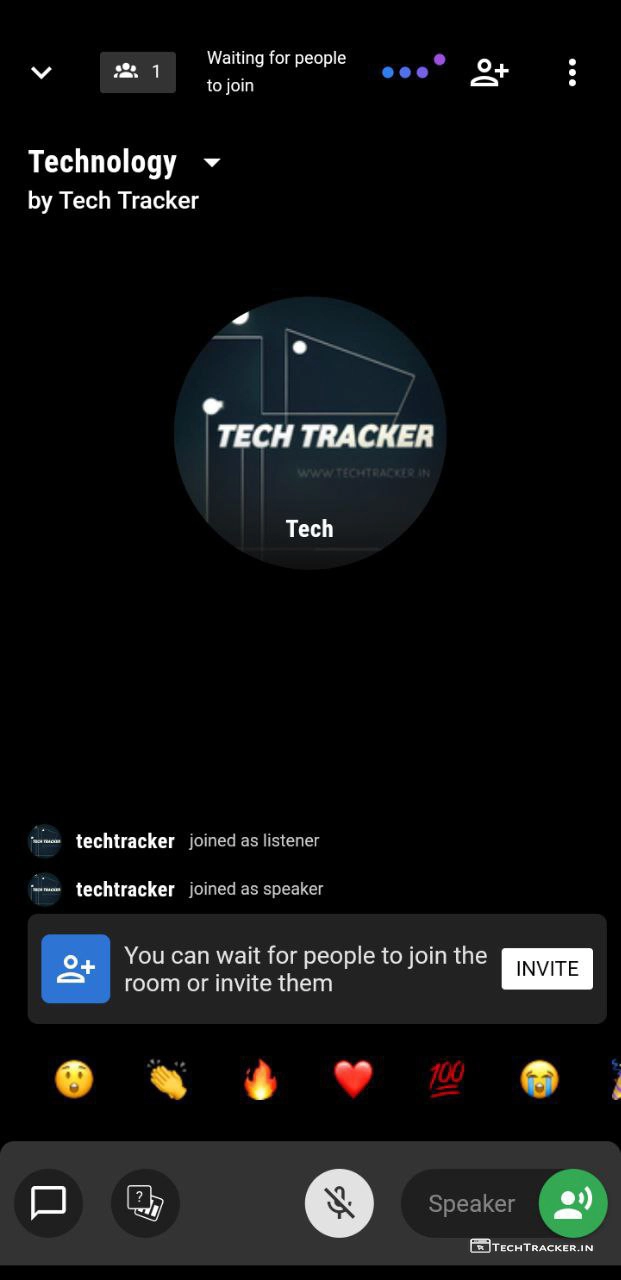 1
Waiting for people
to join
Technology
by Tech Tracker
TECH TRACKER
WWW.TECHTRACKER.IN
Tech
techtracker joined as listener
techtracker joined as speaker
You can wait for people to join the
room or invite them
INVITE
100
?
Speaker
TECHTRACKER.IN